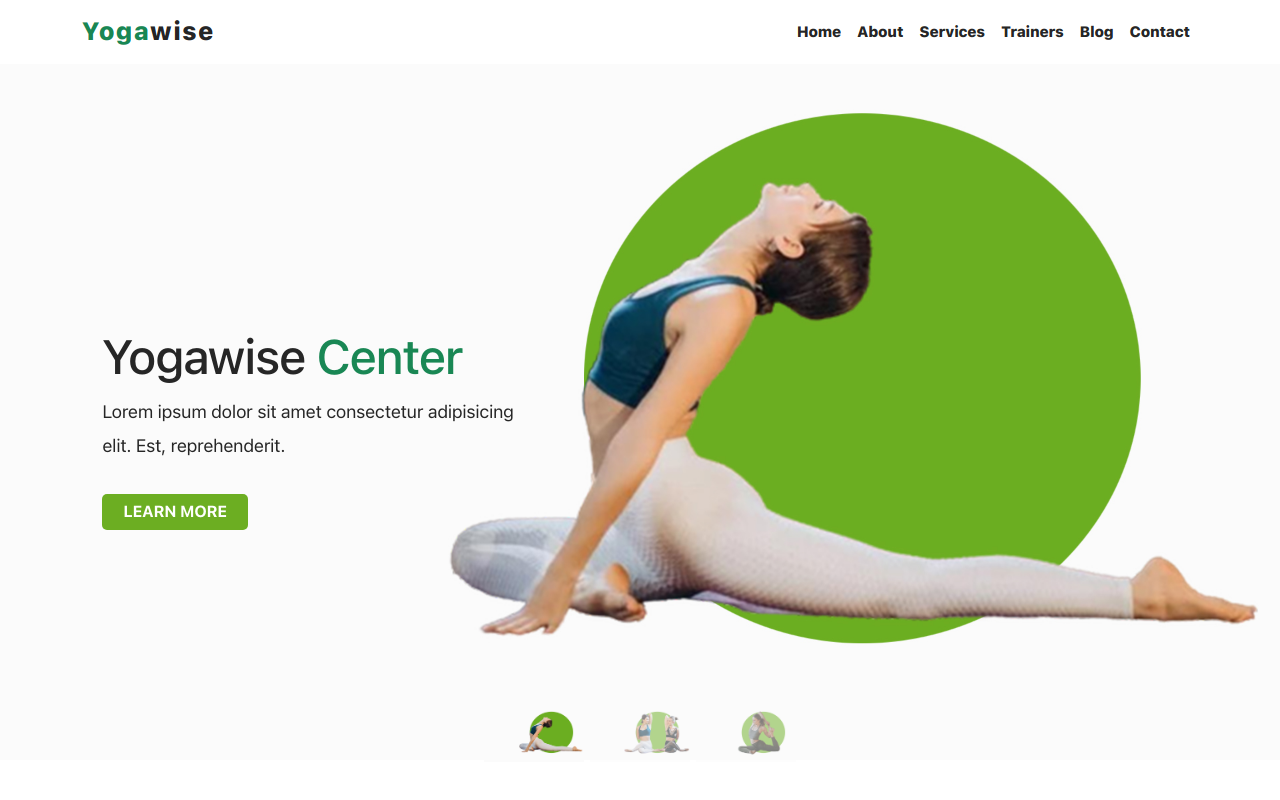 Yogawise
Home About Services Trainers Blog Contact
Yogawise Center
Lorem ipsum dolor sit amet consectetur adipisicing
elit. Est, reprehenderit.
LEARN MORE